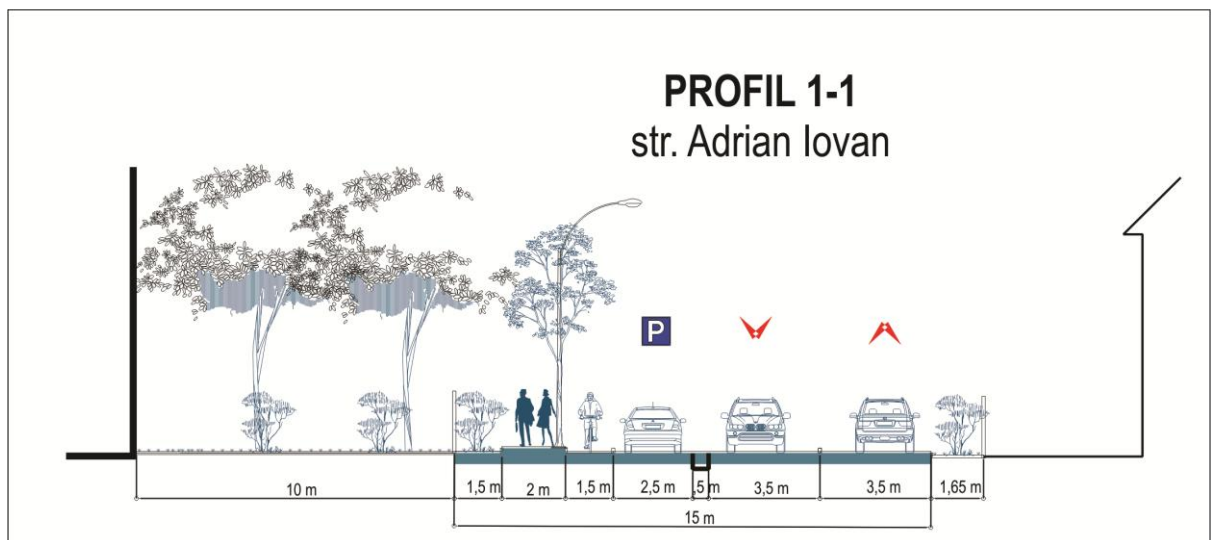 PROFIL 1-1
str. Adrian Iovan
P
10 m
1,5 m
2 m
1,5 m
2,5 m
,5 m
3,5 m
3,5 m
1,65 m
15 m